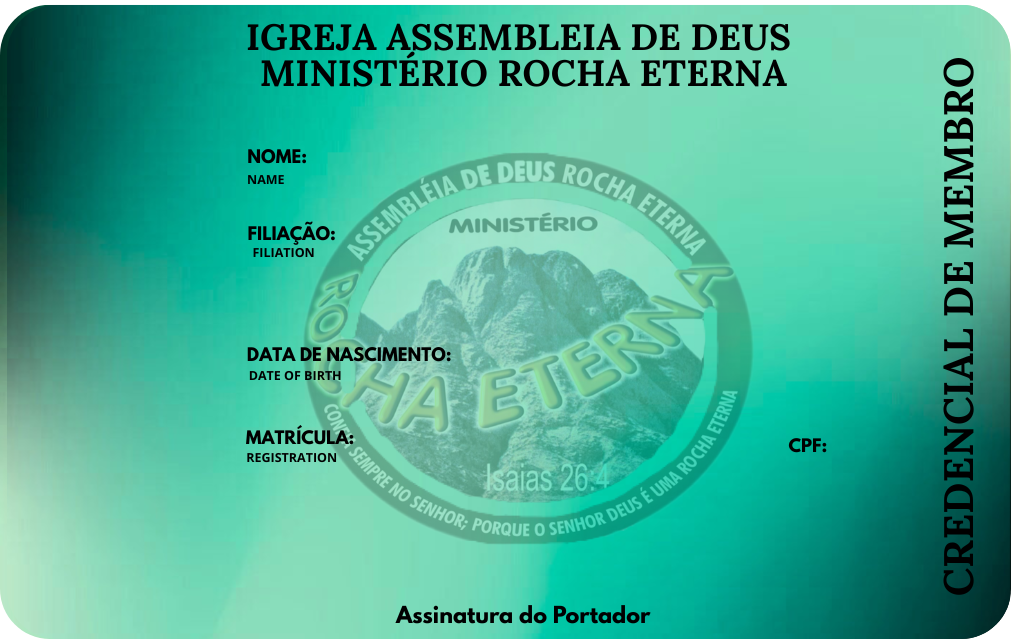 IGREJA ASSEMBLEIA DE DEUS
MINISTÉRIO ROCHA ETERNA
CREDENCIAL DE MEMBRO
NOME:
NAME
FILIAÇÃO:
FILIATION
DATA DE NASCIMENTO:
DATE OF BIRTH
MATRÍCULA:
REGISTRATION
CPF:
ASSEMBLÉIA DE DEUS ROCHA ETERNA
MINISTÉRIO
ROCHA ETERNA
Isaias 26.4
SEMPRE NO SENHOR; PORQUE O SENHOR DEUS É UMA ROCHA ETERNA
Assinatura do Portador